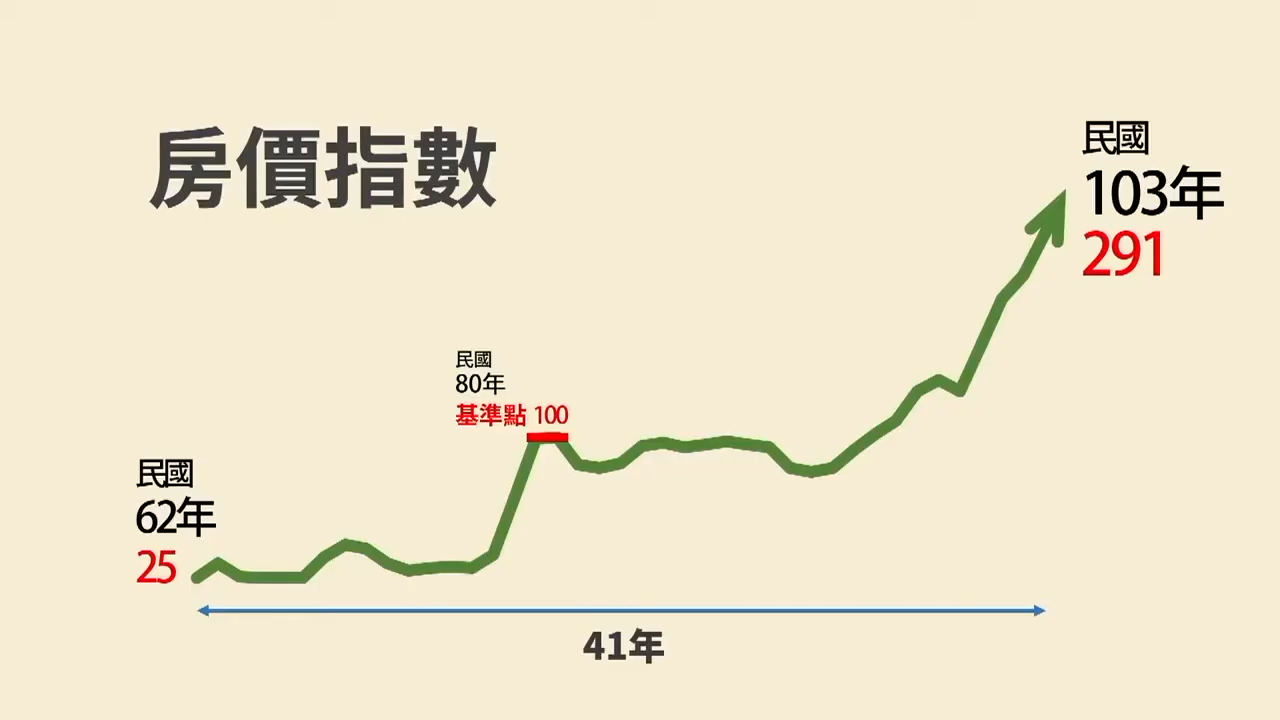 房價指數
民國
103年
291
民國
80年
基準點 100
民國
62年
25
41年